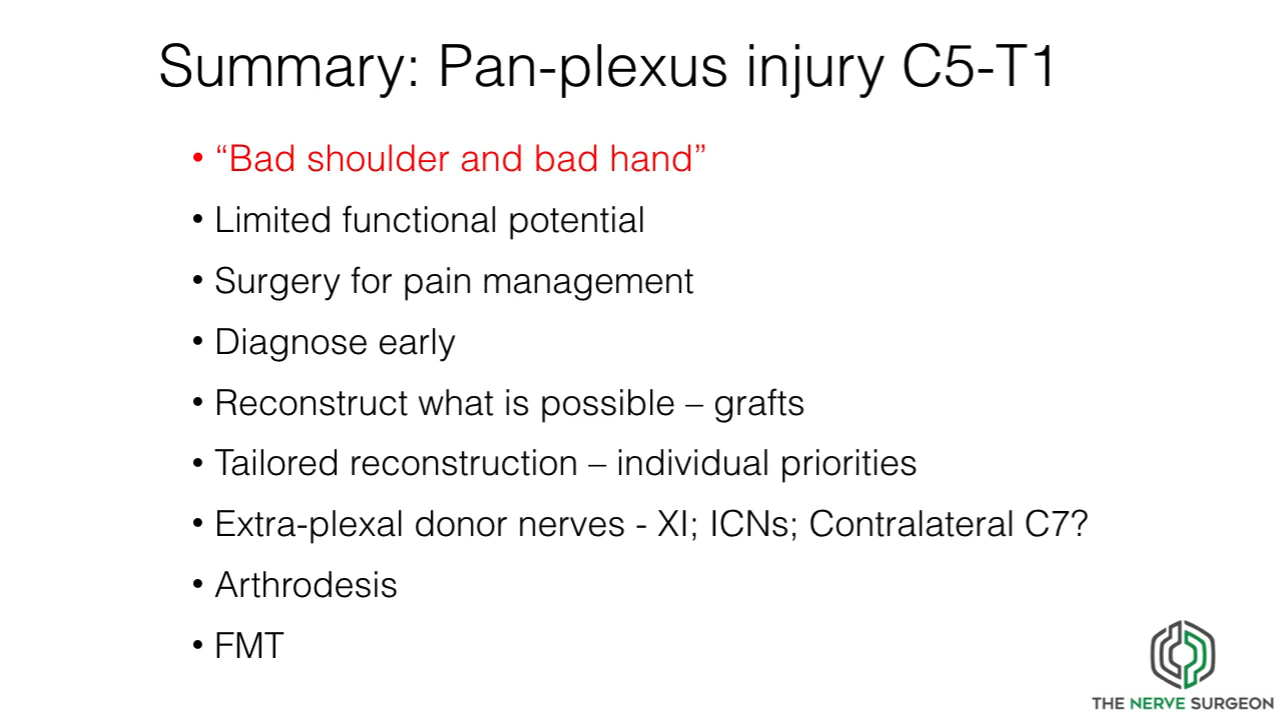 Summary: Pan-plexus injury C5-T1
• “Bad shoulder and bad hand”
• Limited functional potential
• Surgery for pain management
• Diagnose early
• Reconstruct what is possible – grafts
• Tailored reconstruction – individual priorities
• Extra-plexal donor nerves - XI; ICNs; Contralateral C7?
• Arthrodesis
• FMT
THE NERVE SURGEON